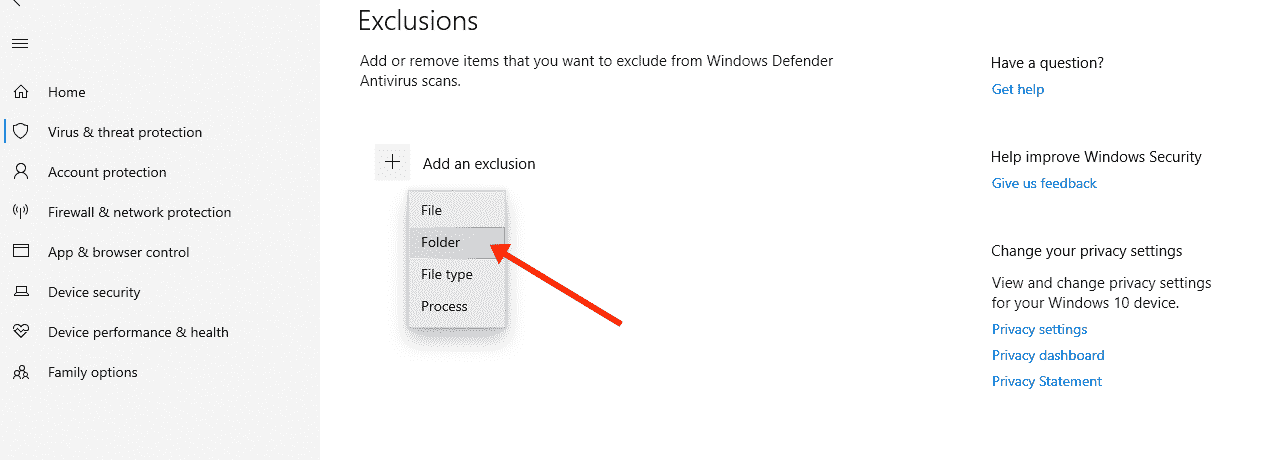 Exclusions
Add or remove items that you want to exclude from Windows Defender
Antivirus scans.
Add an exclusion
File
Folder
File type
Process
Home
Virus & threat protection
Account protection
Firewall & network protection
App & browser control
Device security
Device performance & health
Family options
Have a question?
Get help
Help improve Windows Security
Give us feedback
Change your privacy settings
View and change privacy settings
for your Windows 10 device.
Privacy settings
Privacy dashboard
Privacy Statement